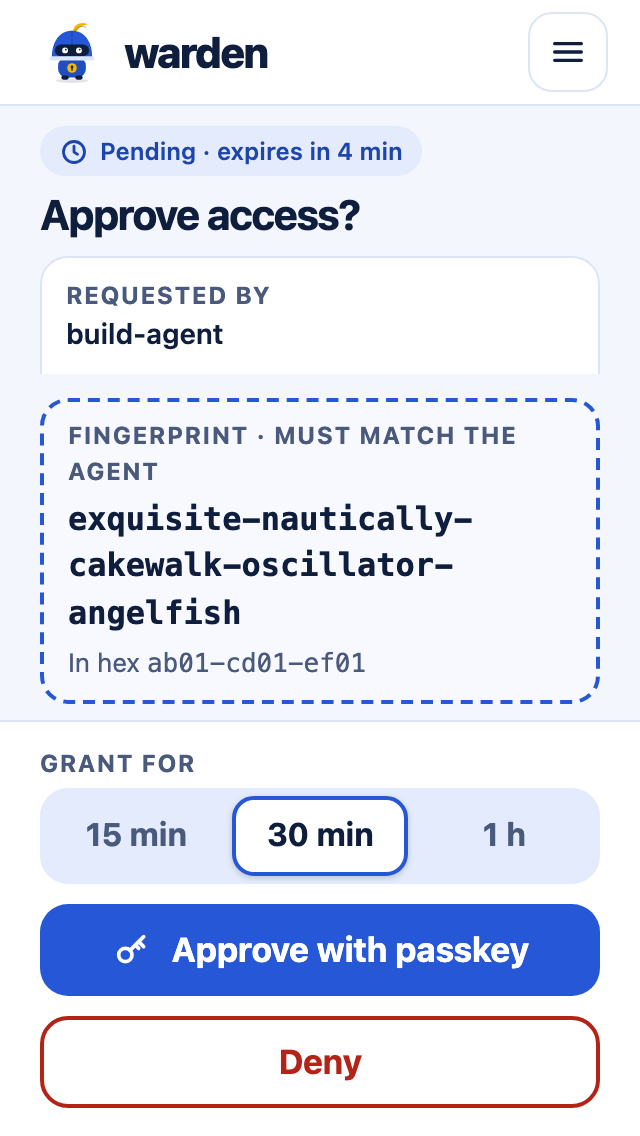 warden
Pending · expires in 4 min
Approve access?
REQUESTED BY
build-agent
FINGERPRINT · MUST MATCH THE
AGENT
exquisite-nautically-
cakewalk-oscillator-
angelfish
In hex ab01-cd01-ef01
GRANT FOR
15 min 30 min 1 h
Approve with passkey
Deny